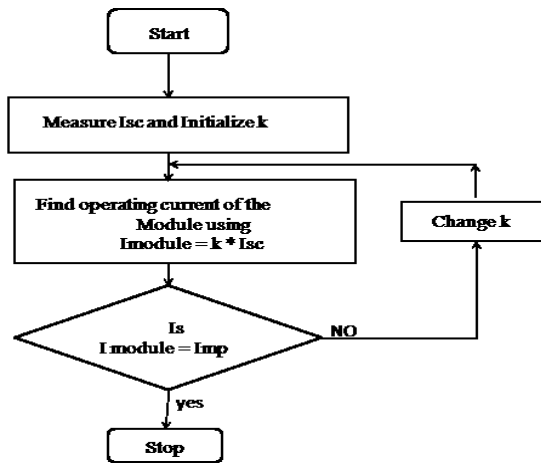 Start
Measure Isc and Initialize k
Find operating current of the
Module using
Imodule = k * Isc
Change k
Is
I module = Imp
NO
yes
Stop